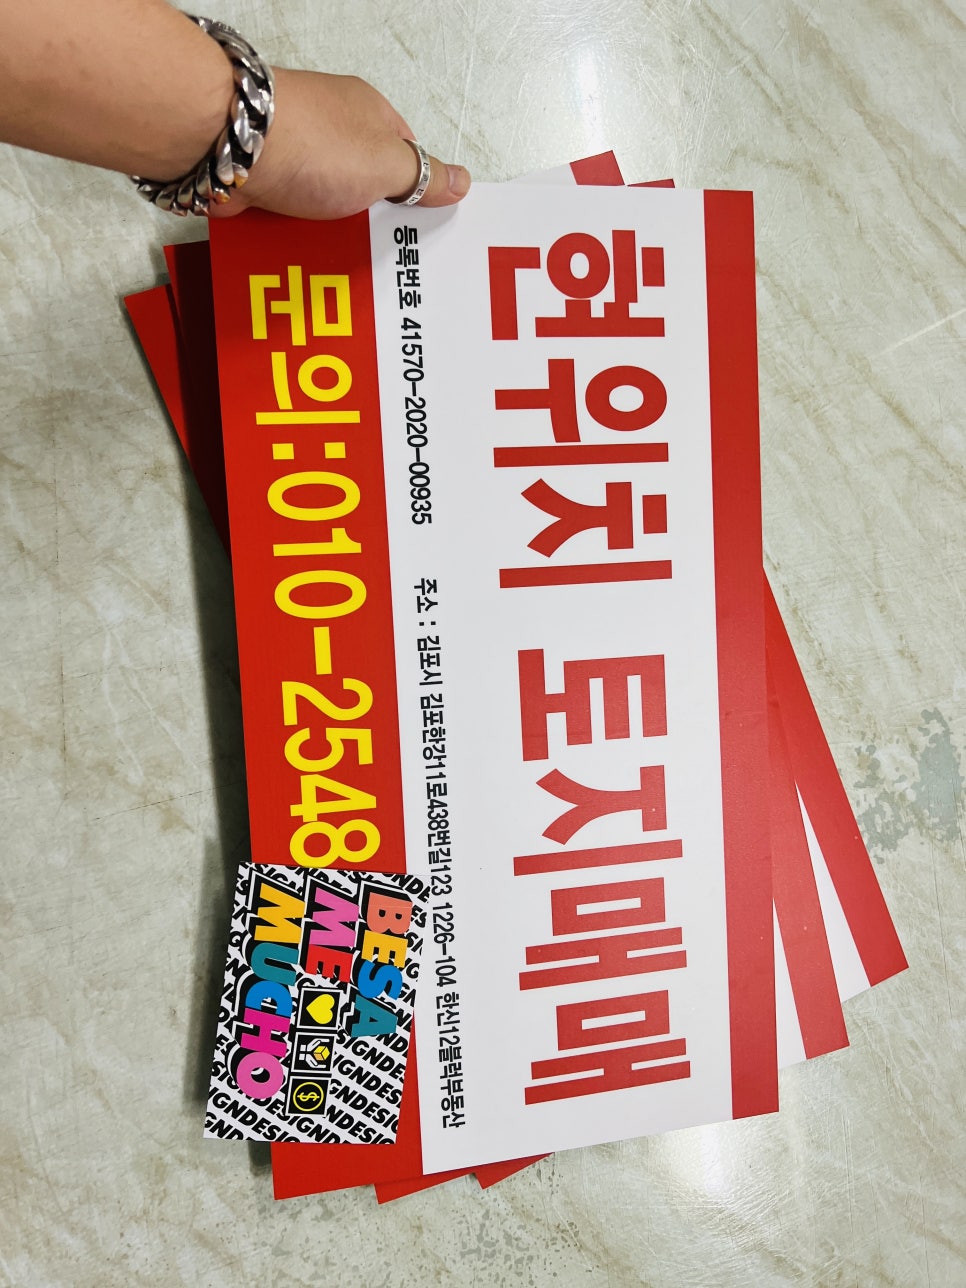 현위치 토지매매
등록번호 41570-2020-00935 주소 : 김포시 김포한강11로438번길123 1226-104 한신12블럭부동산
문의:010-2548
BESA
ME
MUCHO